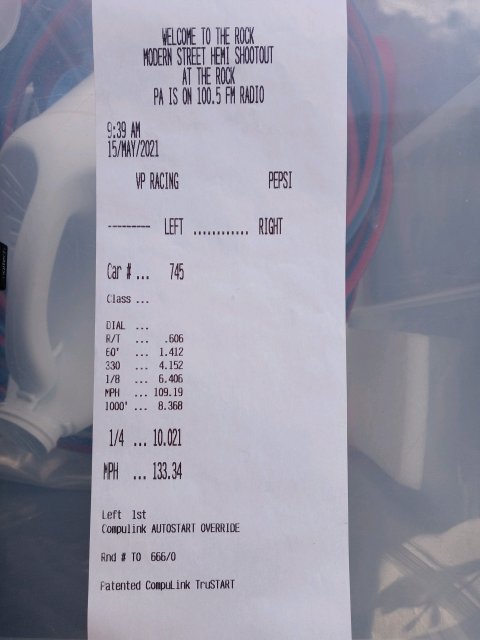 WELCOME TO THE ROCK
MODERN STREET HEMI SHOOTOUT
AT THE ROCK
PA IS ON 100.5 FM RADIO
9:39 AM
15/MAY/2021
VP RACING PEPSI
--------- LEFT ............ RIGHT
Car # ... 745
Class ...
DIAL ...
R/T ... .606
60' ... 1.412
330 ... 4.152
1/8 ... 6.406
MPH ... 109.19
1000' ... 8.368
1/4 ... 10.021
MPH ... 133.34
Left 1st
Compulink AUTOSTART OVERRIDE
Rnd # TO 666/0
Patented CompuLink TruSTART